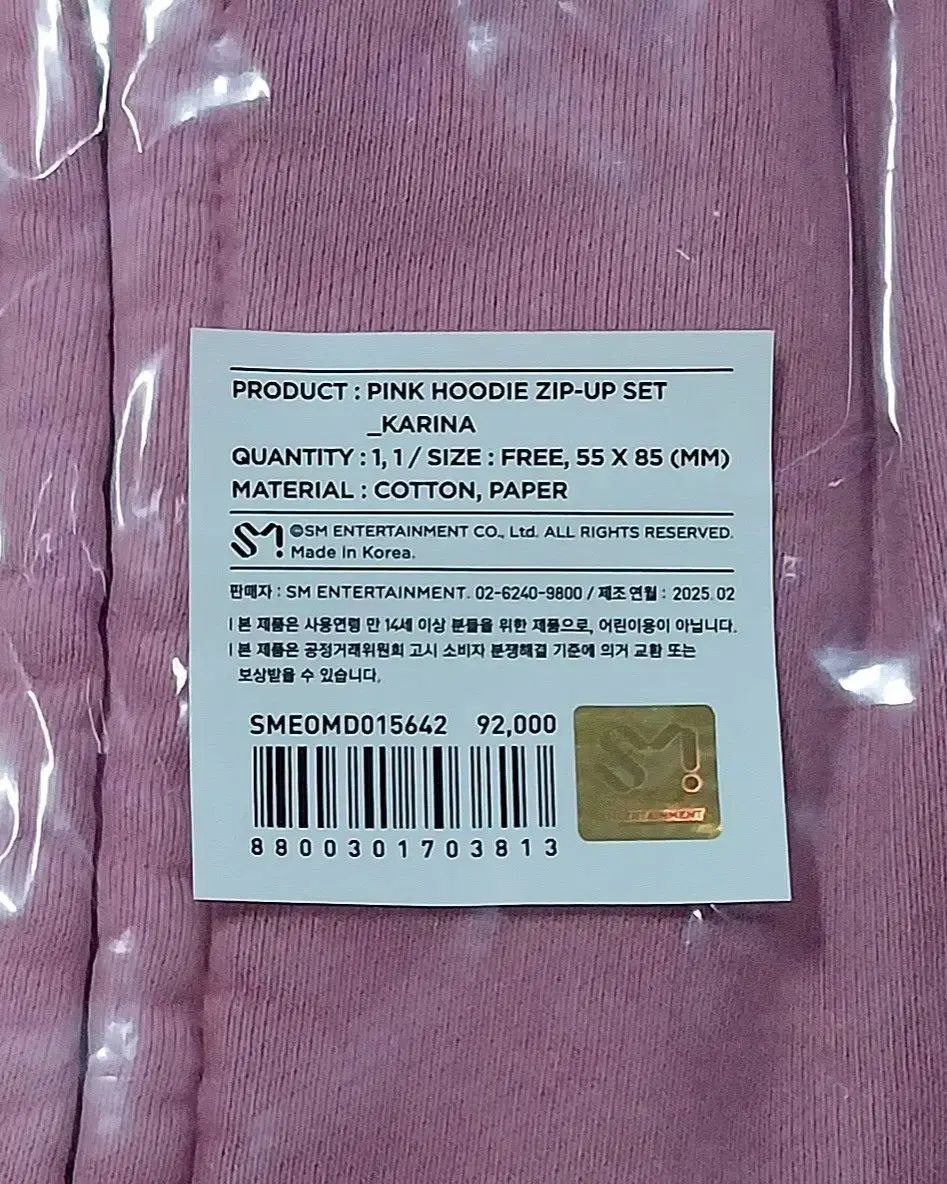 PRODUCT : PINK HOODIE ZIP-UP SET
_KARINA
QUANTITY : 1, 1 / SIZE : FREE, 55 X 85 (MM)
MATERIAL : COTTON, PAPER
SM ©SM ENTERTAINMENT CO., Ltd. ALL RIGHTS RESERVED.
Made in Korea.
판매자 : SM ENTERTAINMENT. 02-6240-9800 / 제조 연월 : 2025. 02
l 본 제품은 사용연령 만 14세 이상 분들을 위한 제품으로, 어린이용이 아닙니다.
l 본 제품은 공정거래위원회 고시 소비자 분쟁해결 기준에 의거 교환 또는
보상받을 수 있습니다.
SMEOMD015642 92,000
8800301703813
SM
ENTERTAINMENT